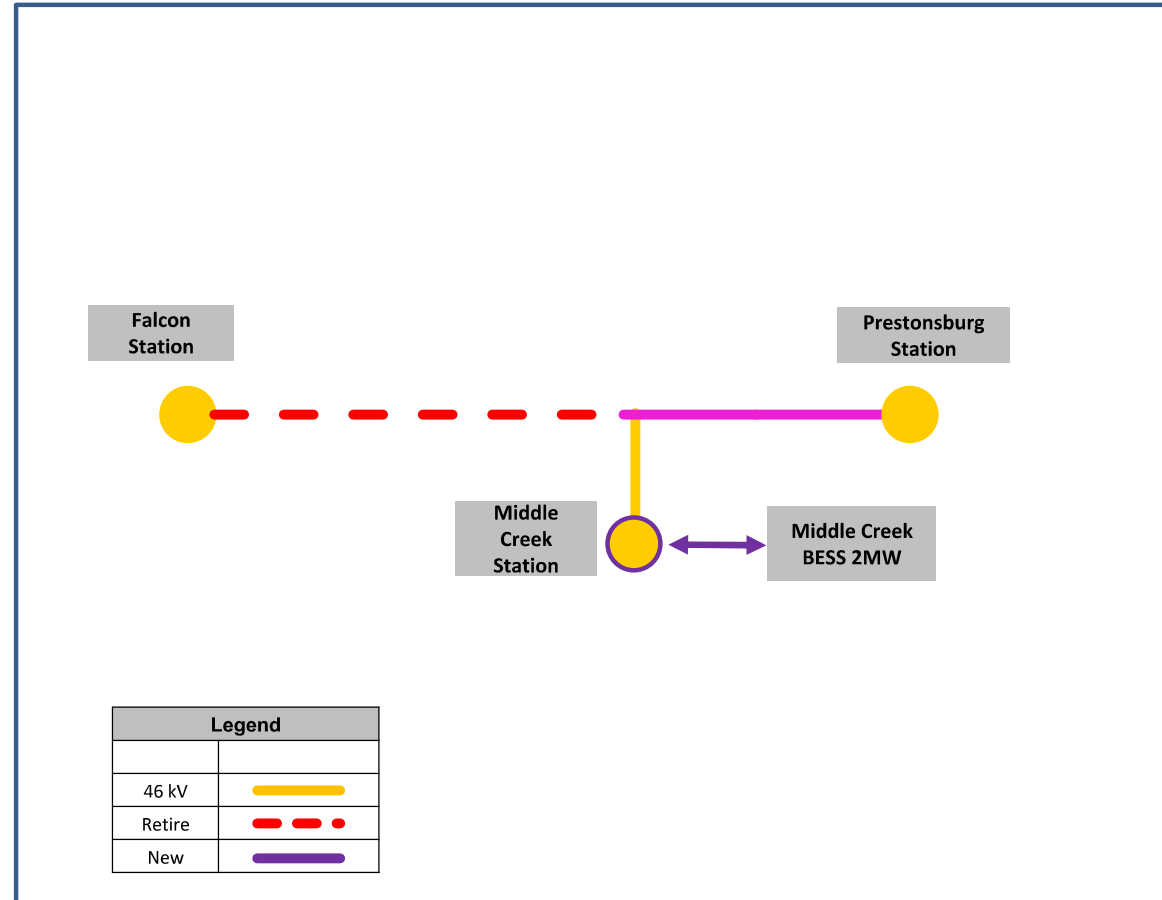 Falcon
Station
Prestonsburg
Station
Middle
Creek
Station
Middle Creek
BESS 2MW
Legend
46 kV
Retire
New